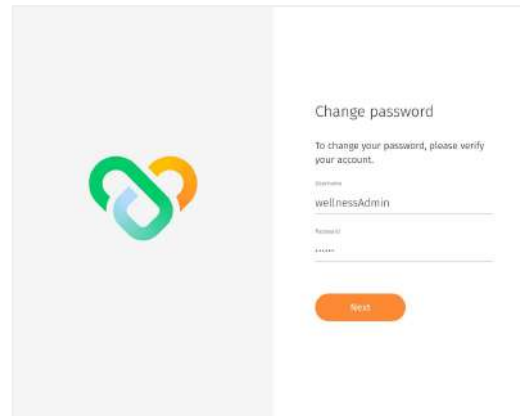 Change password
To change your password, please verify
your account.
Username
wellnessAdmin
Password
......
Next